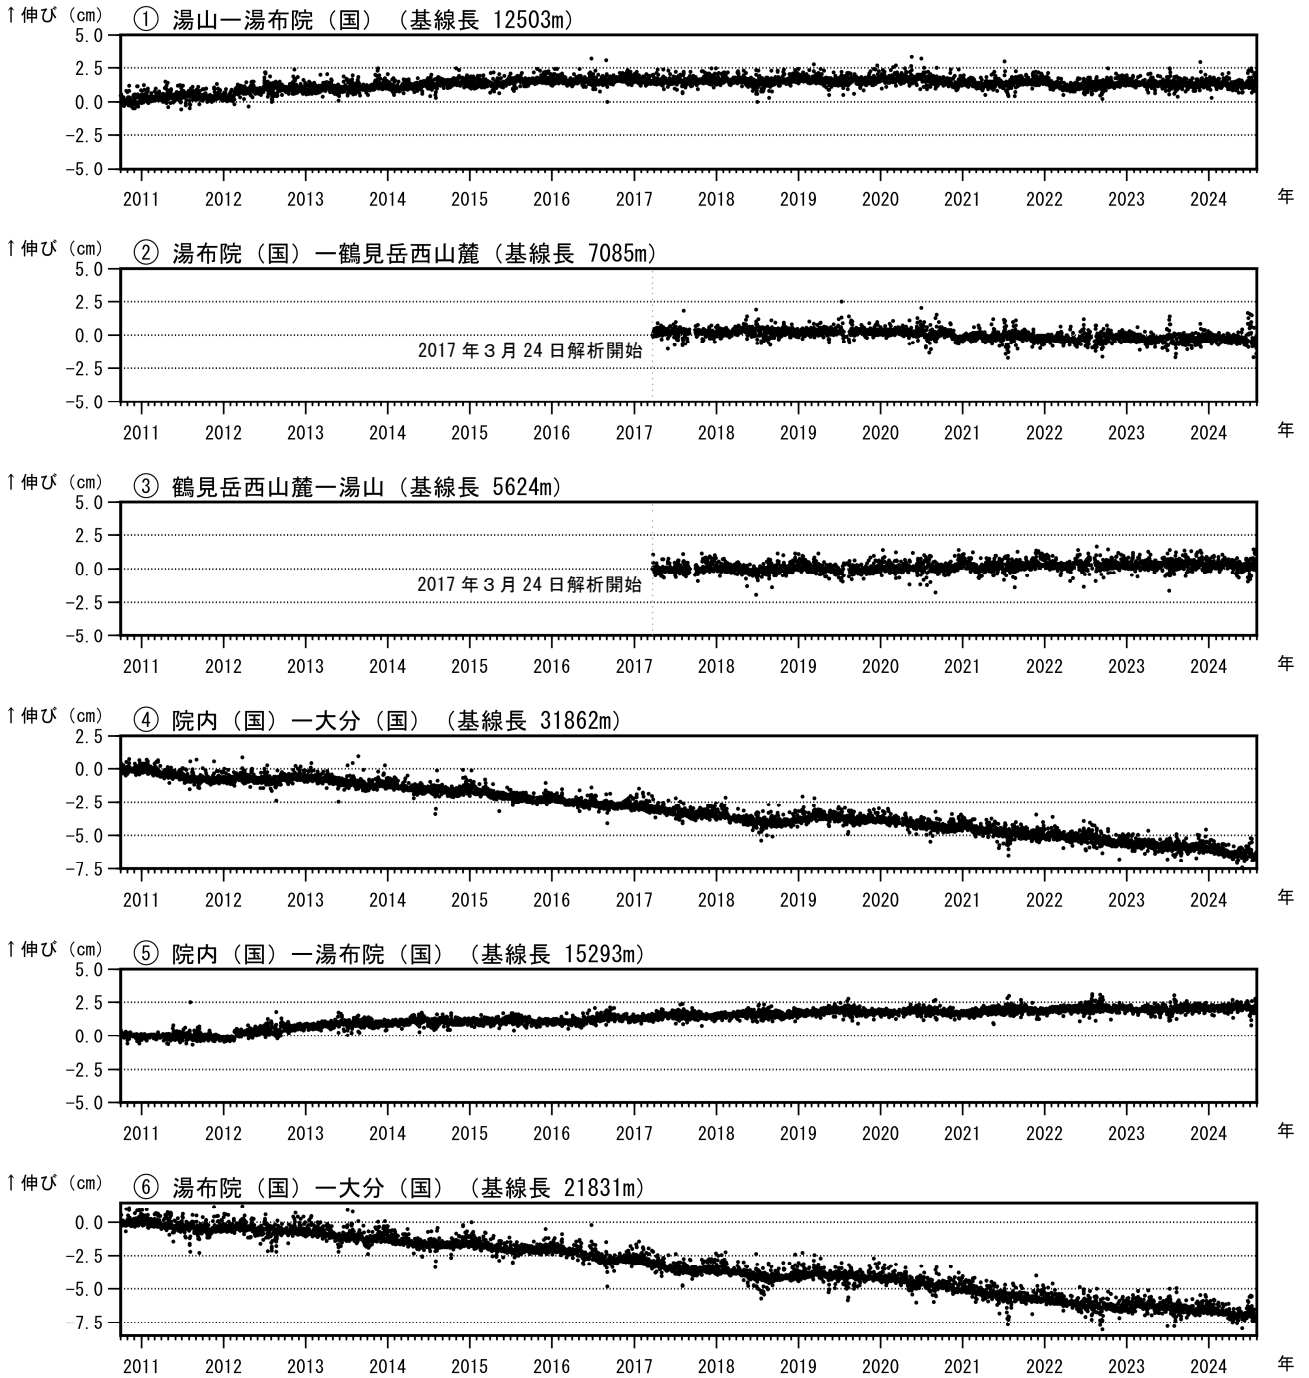 ↑伸び（cm） ① 湯山―湯布院（国）（基線長 12503m）
5.0
2.5
0.0
-2.5
-5.0
2011 2012 2013 2014 2015 2016 2017 2018 2019 2020 2021 2022 2023 2024 年
↑伸び（cm） ② 湯布院（国）―鶴見岳西山麓（基線長 7085m）
5.0
2.5
0.0
2017 年３月 24 日解析開始
-2.5
-5.0
2011 2012 2013 2014 2015 2016 2017 2018 2019 2020 2021 2022 2023 2024 年
↑伸び（cm） ③ 鶴見岳西山麓―湯山（基線長 5624m）
5.0
2.5
0.0
2017 年３月 24 日解析開始
-2.5
-5.0
2011 2012 2013 2014 2015 2016 2017 2018 2019 2020 2021 2022 2023 2024 年
↑伸び（cm） ④ 院内（国）―大分（国）（基線長 31862m）
2.5
0.0
-2.5
-5.0
-7.5
2011 2012 2013 2014 2015 2016 2017 2018 2019 2020 2021 2022 2023 2024 年
↑伸び（cm） ⑤ 院内（国）―湯布院（国）（基線長 15293m）
5.0
2.5
0.0
-2.5
-5.0
2011 2012 2013 2014 2015 2016 2017 2018 2019 2020 2021 2022 2023 2024 年
↑伸び（cm） ⑥ 湯布院（国）―大分（国）（基線長 21831m）
0.0
-2.5
-5.0
-7.5
2011 2012 2013 2014 2015 2016 2017 2018 2019 2020 2021 2022 2023 2024 年